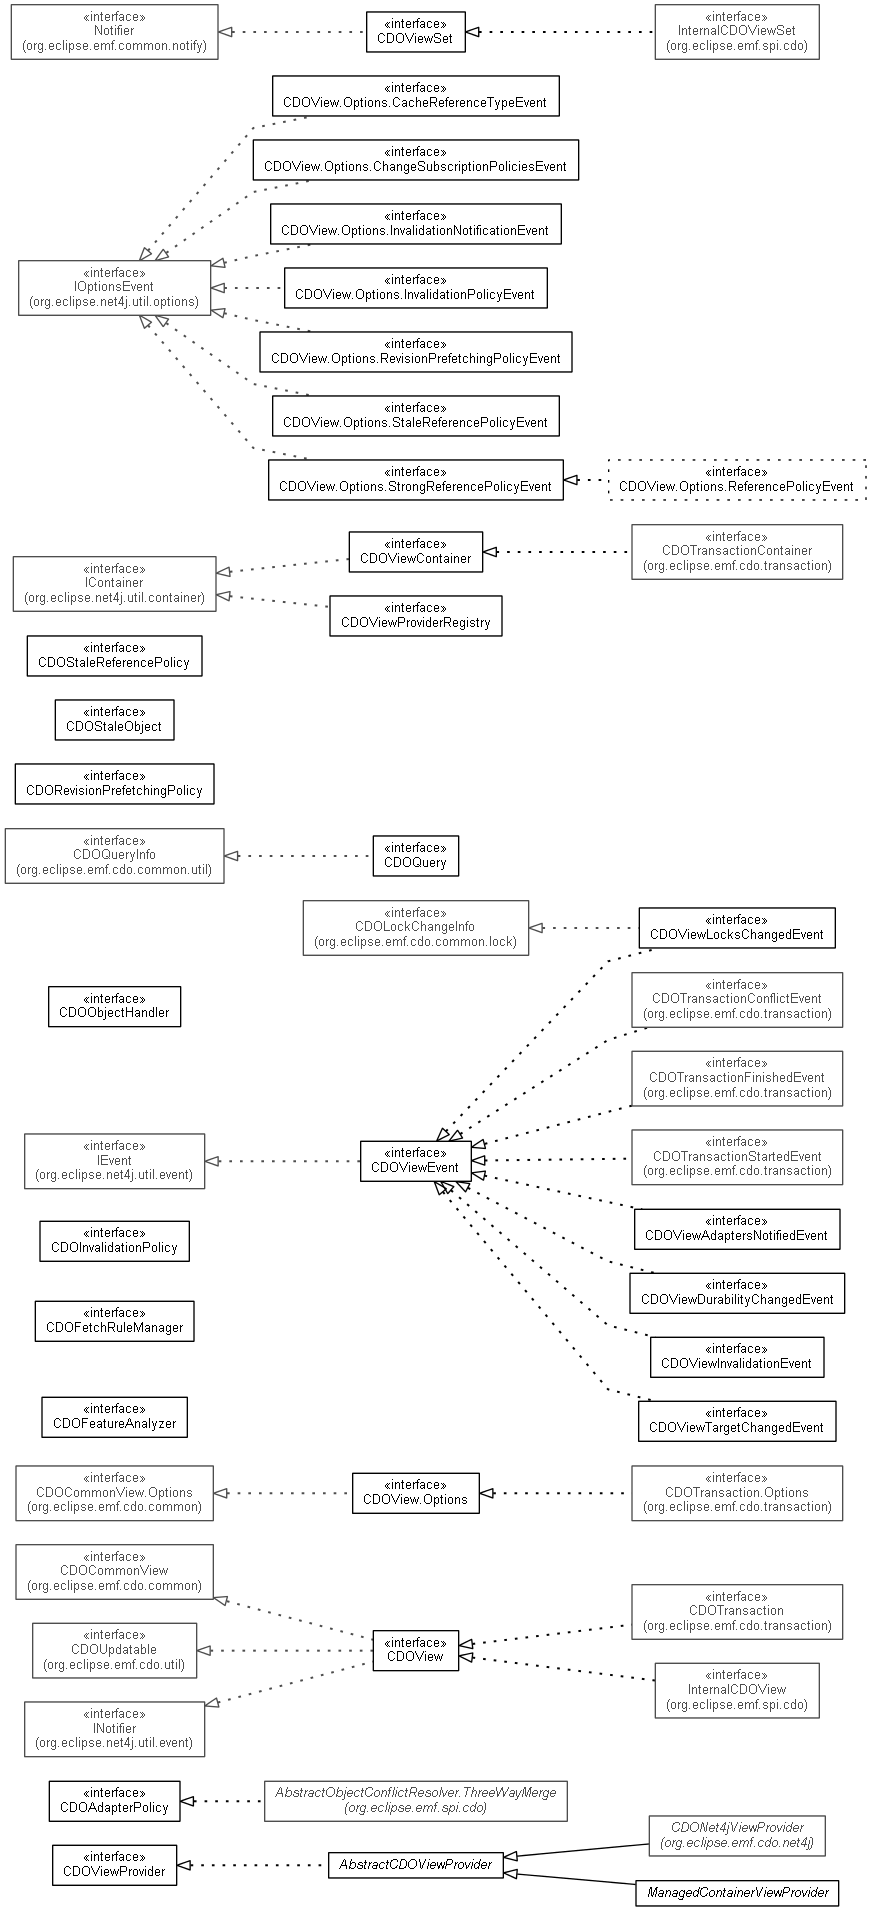 «interface»
Notifier
(org.eclipse.emf.common.notify)
«interface»
CDOViewSet
«interface»
InternalCDOViewSet
(org.eclipse.emf.spi.cdo)
«interface»
CDOView.Options.CacheReferenceTypeEvent
«interface»
CDOView.Options.ChangeSubscriptionPoliciesEvent
«interface»
CDOView.Options.InvalidationNotificationEvent
«interface»
IOptionsEvent
(org.eclipse.net4j.util.options)
«interface»
CDOView.Options.InvalidationPolicyEvent
«interface»
CDOView.Options.RevisionPrefetchingPolicyEvent
«interface»
CDOView.Options.StaleReferencePolicyEvent
«interface»
CDOView.Options.StrongReferencePolicyEvent
«interface»
CDOView.Options.ReferencePolicyEvent
«interface»
CDOViewContainer
«interface»
CDOTransactionContainer
(org.eclipse.emf.cdo.transaction)
«interface»
IContainer
(org.eclipse.net4j.util.container)
«interface»
CDOViewProviderRegistry
«interface»
CDOStaleReferencePolicy
«interface»
CDOStaleObject
«interface»
CDORevisionPrefetchingPolicy
«interface»
CDOQueryInfo
(org.eclipse.emf.cdo.common.util)
«interface»
CDOQuery
«interface»
CDOLockChangeInfo
(org.eclipse.emf.cdo.common.lock)
«interface»
CDOViewLocksChangedEvent
«interface»
CDOObjectHandler
«interface»
CDOTransactionConflictEvent
(org.eclipse.emf.cdo.transaction)
«interface»
CDOTransactionFinishedEvent
(org.eclipse.emf.cdo.transaction)
«interface»
IEvent
(org.eclipse.net4j.util.event)
«interface»
CDOViewEvent
«interface»
CDOTransactionStartedEvent
(org.eclipse.emf.cdo.transaction)
«interface»
CDOInvalidationPolicy
«interface»
CDOViewAdaptersNotifiedEvent
«interface»
CDOViewDurabilityChangedEvent
«interface»
CDOFetchRuleManager
«interface»
CDOViewInvalidationEvent
«interface»
CDOFeatureAnalyzer
«interface»
CDOViewTargetChangedEvent
«interface»
CDOCommonView.Options
(org.eclipse.emf.cdo.common)
«interface»
CDOView.Options
«interface»
CDOTransaction.Options
(org.eclipse.emf.cdo.transaction)
«interface»
CDOCommonView
(org.eclipse.emf.cdo.common)
«interface»
CDOUpdatable
(org.eclipse.emf.cdo.util)
«interface»
CDOView
«interface»
CDOTransaction
(org.eclipse.emf.cdo.transaction)
«interface»
InternalCDOView
(org.eclipse.emf.spi.cdo)
«interface»
INotifier
(org.eclipse.net4j.util.event)
«interface»
CDOAdapterPolicy
AbstractObjectConflictResolver.ThreeWayMerge
(org.eclipse.emf.spi.cdo)
«interface»
CDOViewProvider
AbstractCDOViewProvider
CDONet4jViewProvider
(org.eclipse.emf.cdo.net4j)
ManagedContainerViewProvider